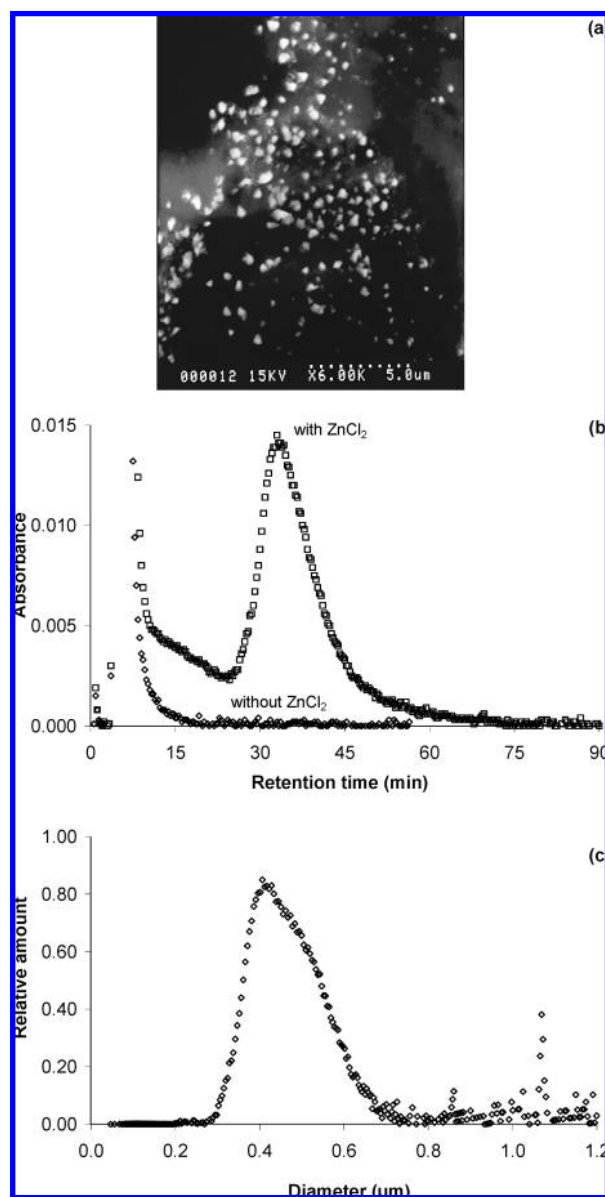 (a)
000012 15KV X6.00K 5.0um
with ZnCl2
(b)
0.015
0.010
0.005
0.000
Absorbance
without ZnCl2
0 15 30 45 60 75 90
Retention time (min)
(c)
1.00
0.80
0.60
0.40
0.20
0.00
Relative amount
0.0 0.2 0.4 0.6 0.8 1.0 1.2
Diameter (um)